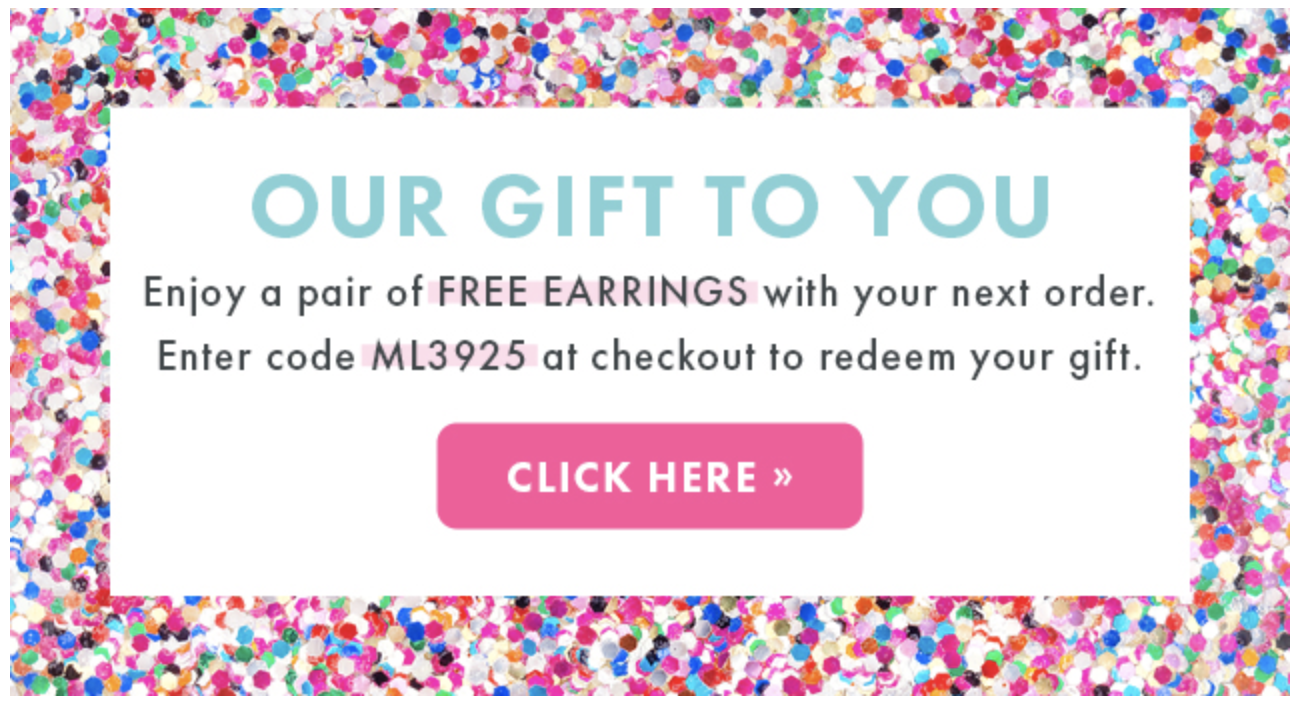 OUR GIFT TO YOU
Enjoy a pair of FREE EARRINGS with your next order.
Enter code ML3925 at checkout to redeem your gift.
CLICK HERE »